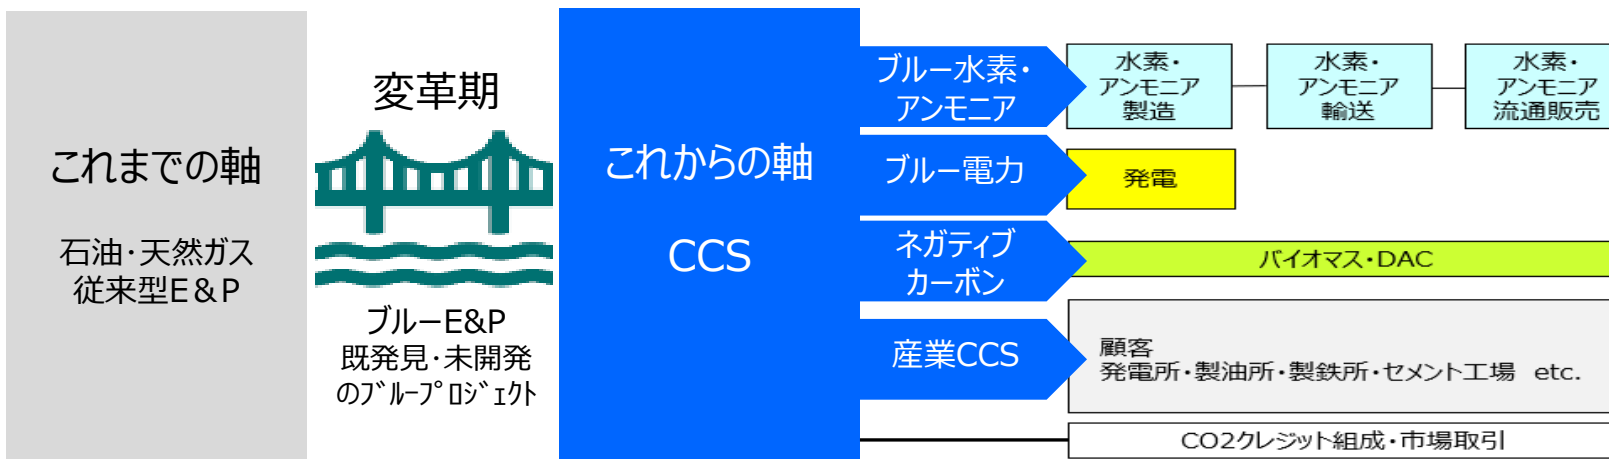 これまでの軸
石油・天然ガス
従来型E&P
変革期
ブルーE&P
既発見・未開発
のﾌﾞﾙｰﾌﾟﾛｼﾞｪｸﾄ
これからの軸
CCS
ブルー水素・
アンモニア
水素・
アンモニア
製造
水素・
アンモニア
輸送
水素・
アンモニア
流通販売
ブルー電力
発電
ネガティブ
カーボン
バイオマス・DAC
産業CCS
顧客
発電所・製油所・製鉄所・セメント工場 etc.
CO2クレジット組成・市場取引